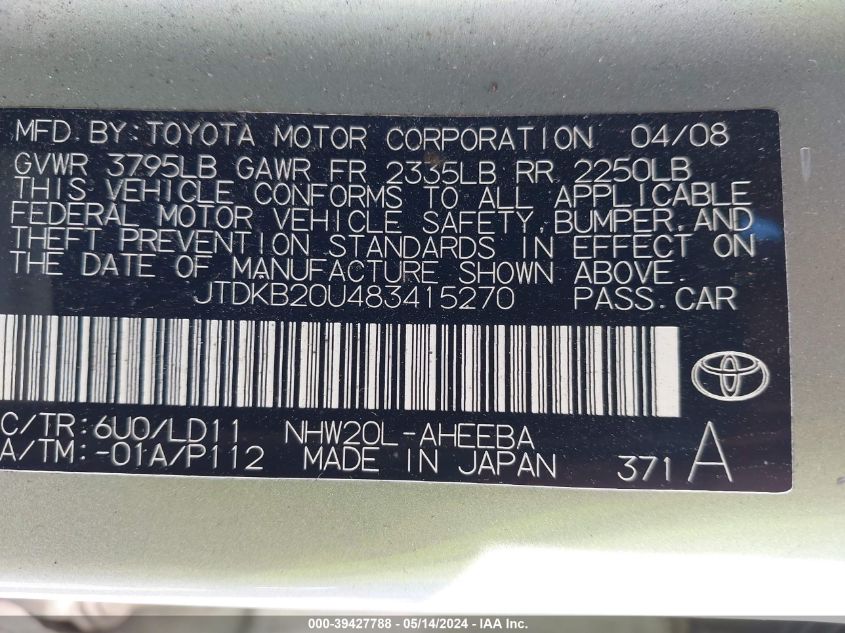 MFD. BY: TOYOTA MOTOR CORPORATION 04/08
GVWR 3795LB GAWR FR 2335LB RR 2250LB
THIS VEHICLE CONFORMS TO ALL APPLICABLE
FEDERAL MOTOR VEHICLE SAFETY, BUMPER, AND
THEFT PREVENTION STANDARDS IN EFFECT ON
THE DATE OF MANUFACTURE SHOWN ABOVE.
JTDKB20U483415270 PASS. CAR
C/TR: 6U0/LD11 NHW20L-AHEEBA
A/TM: -01A/P112 MADE IN JAPAN 371 A
000-39427788 - 05/14/2024 - IAA Inc.